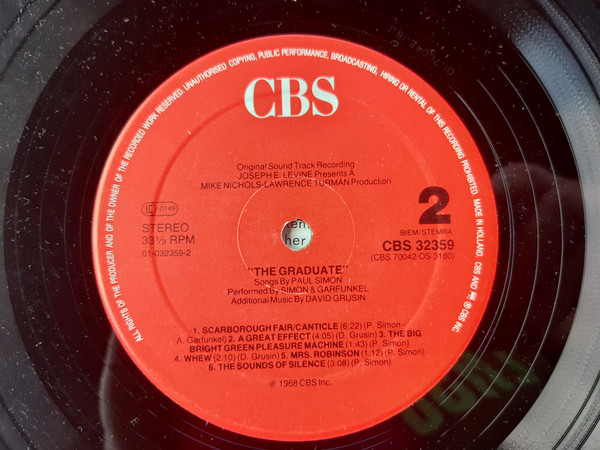 ALL RIGHTS OF THE PRODUCER AND OF THE OWNER OF THE RECORDED WORK RESERVED. UNAUTHORISED COPYING, PUBLIC PERFORMANCE, BROADCASTING, HIRING OR RENTAL OF THIS RECORDING PROHIBITED. MADE IN HOLLAND. CBS AND ® CBS INC.
CBS
Original Sound Track Recording
JOSEPH E. LEVINE Presents A
MIKE NICHOLS-LAWRENCE TURMAN Production
2
STEREO
33⅓ RPM
01-032359-2
BIEM/STEMRA
CBS 32359
(CBS 70042 OS 3180)
her
"THE GRADUATE"
Songs By PAUL SIMON
Performed By SIMON & GARFUNKEL
Additional Music By DAVID GRUSIN
1. SCARBOROUGH FAIR/CANTICLE (6:22) (P. Simon -
A. Garfunkel) 2. A GREAT EFFECT (4:05) (D. Grusin) 3. THE BIG
BRIGHT GREEN PLEASURE MACHINE (1:43) (P. Simon)
4. WHEW (2:10) (D. Grusin) 5. MRS. ROBINSON (1:12) (P. Simon)
6. THE SOUNDS OF SILENCE (3:08) (P. Simon)
℗ 1968 CBS Inc.